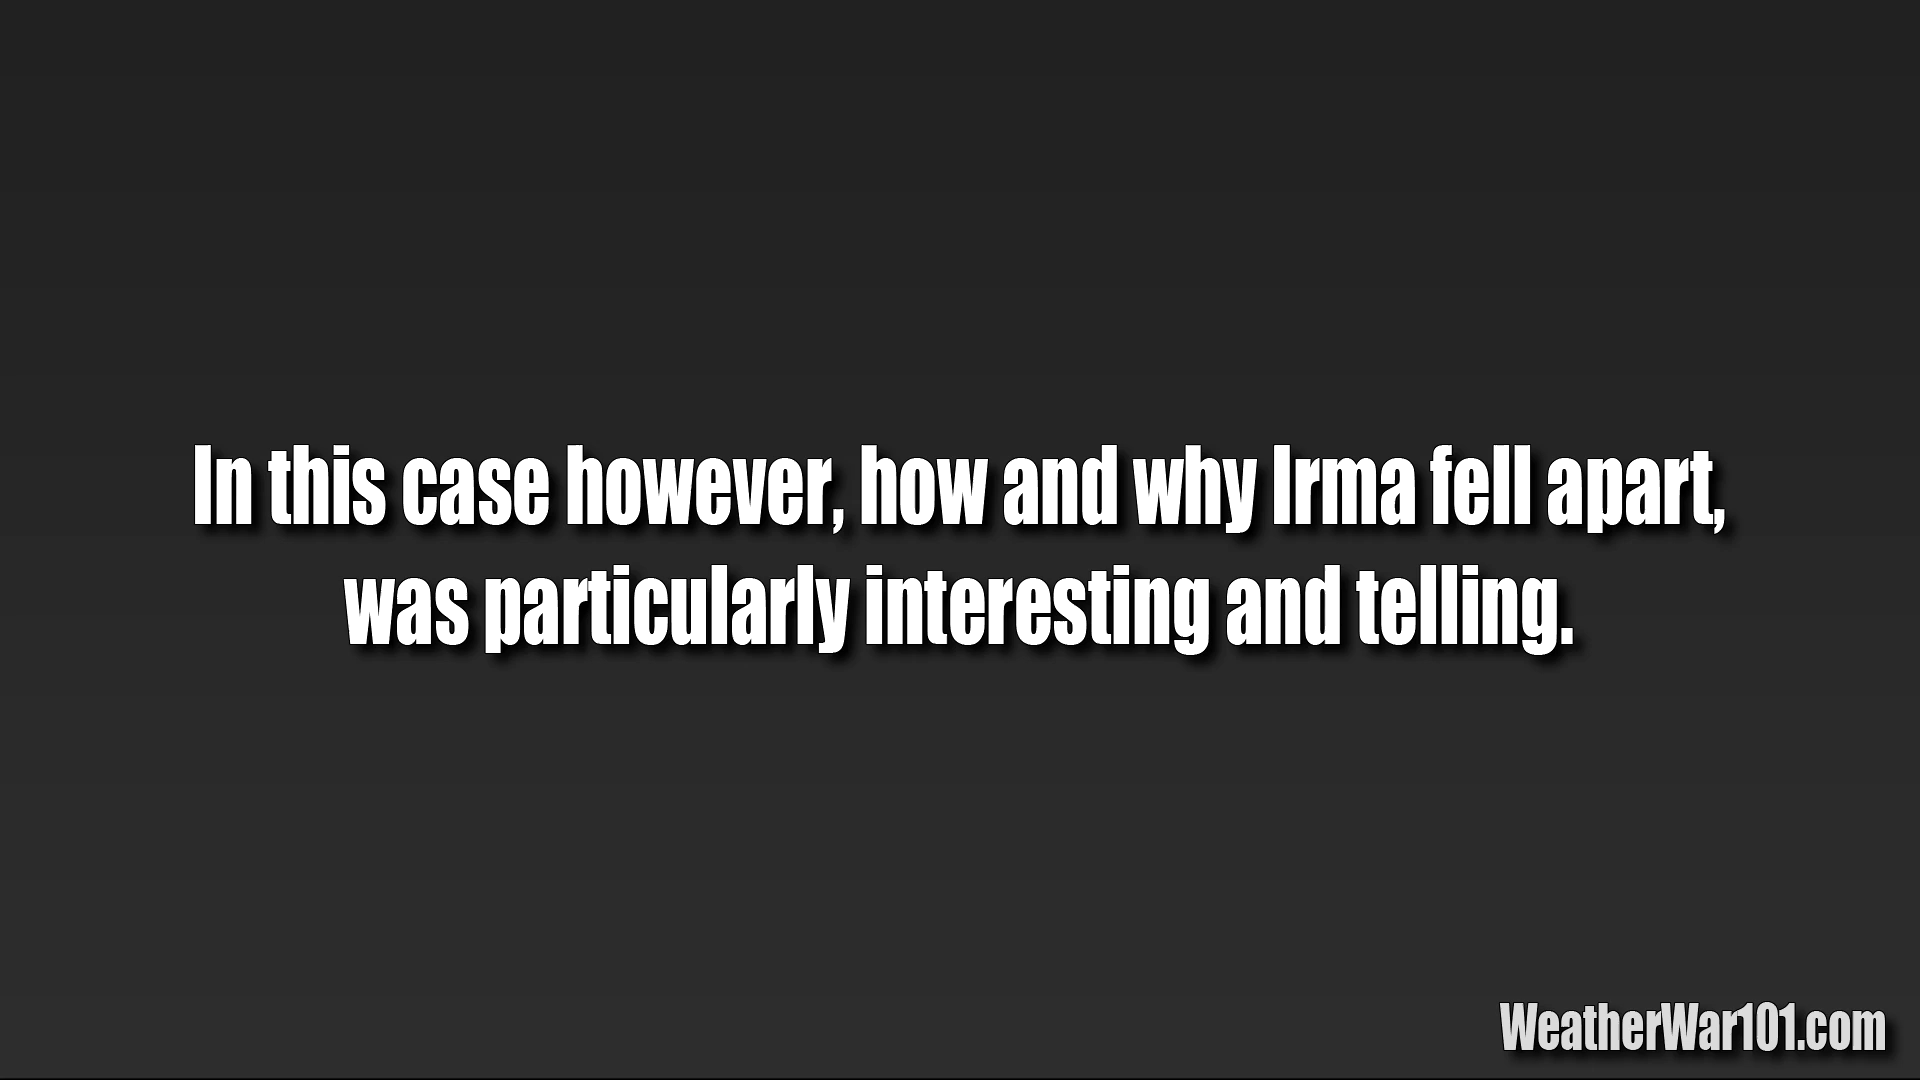 In this case however, how and why Irma fell apart,
was particularly interesting and telling.
WeatherWar101.com